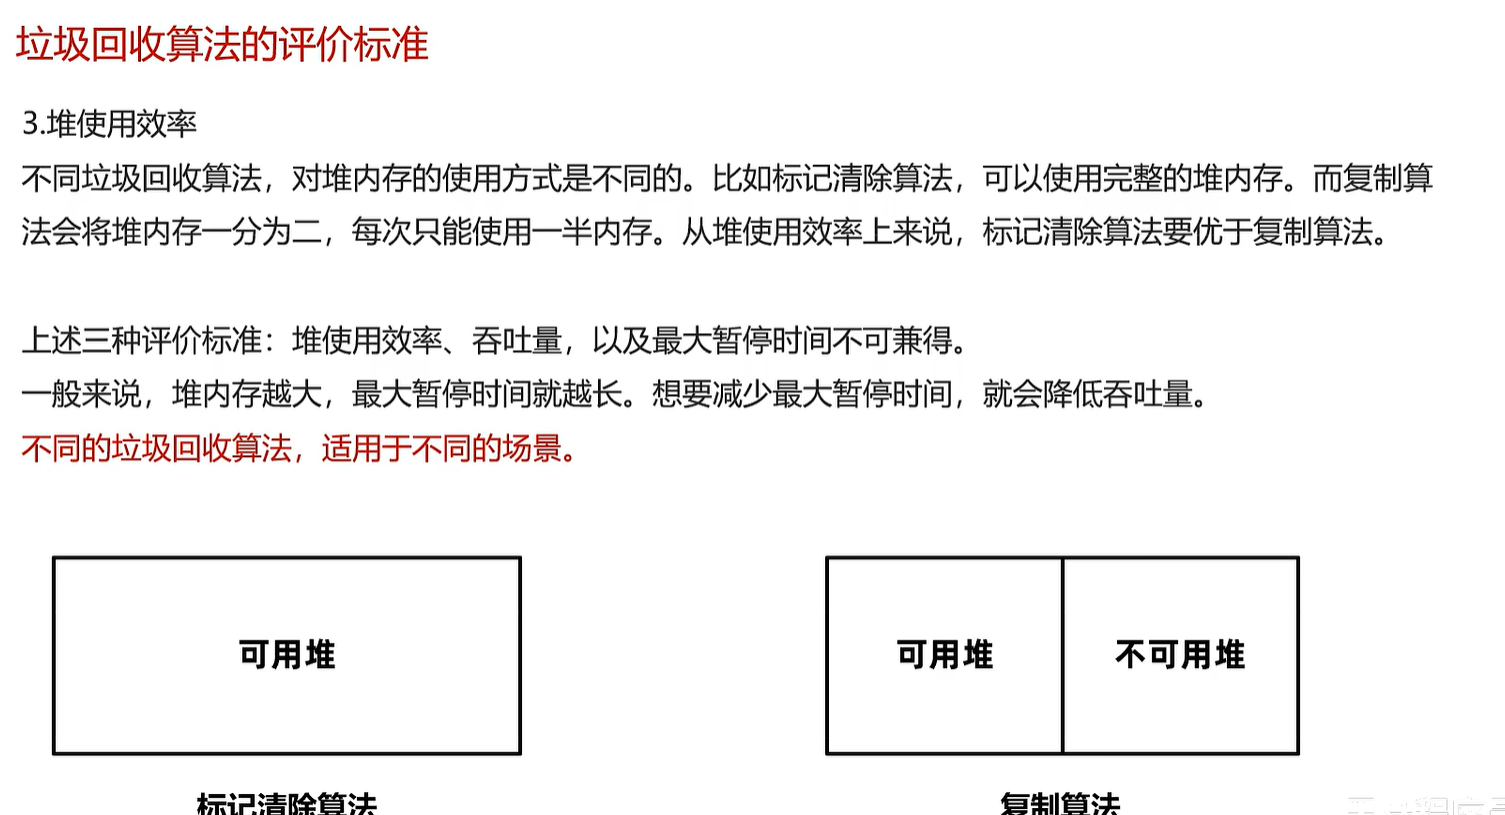 垃圾回收算法的评价标准
3.堆使用效率
不同垃圾回收算法，对堆内存的使用方式是不同的。比如标记清除算法，可以使用完整的堆内存。而复制算
法会将堆内存一分为二，每次只能使用一半内存。从堆使用效率上来说，标记清除算法要优于复制算法。
上述三种评价标准：堆使用效率、吞吐量，以及最大暂停时间不可兼得。
一般来说，堆内存越大，最大暂停时间就越长。想要减少最大暂停时间，就会降低吞吐量。
不同的垃圾回收算法，适用于不同的场景。
可用堆
可用堆
不可用堆
标记清除算法
复制算法